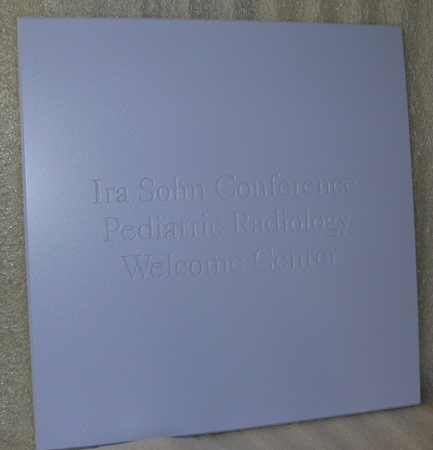 Ira Sohn Conference
Pediatric Radiology
Welcome Center